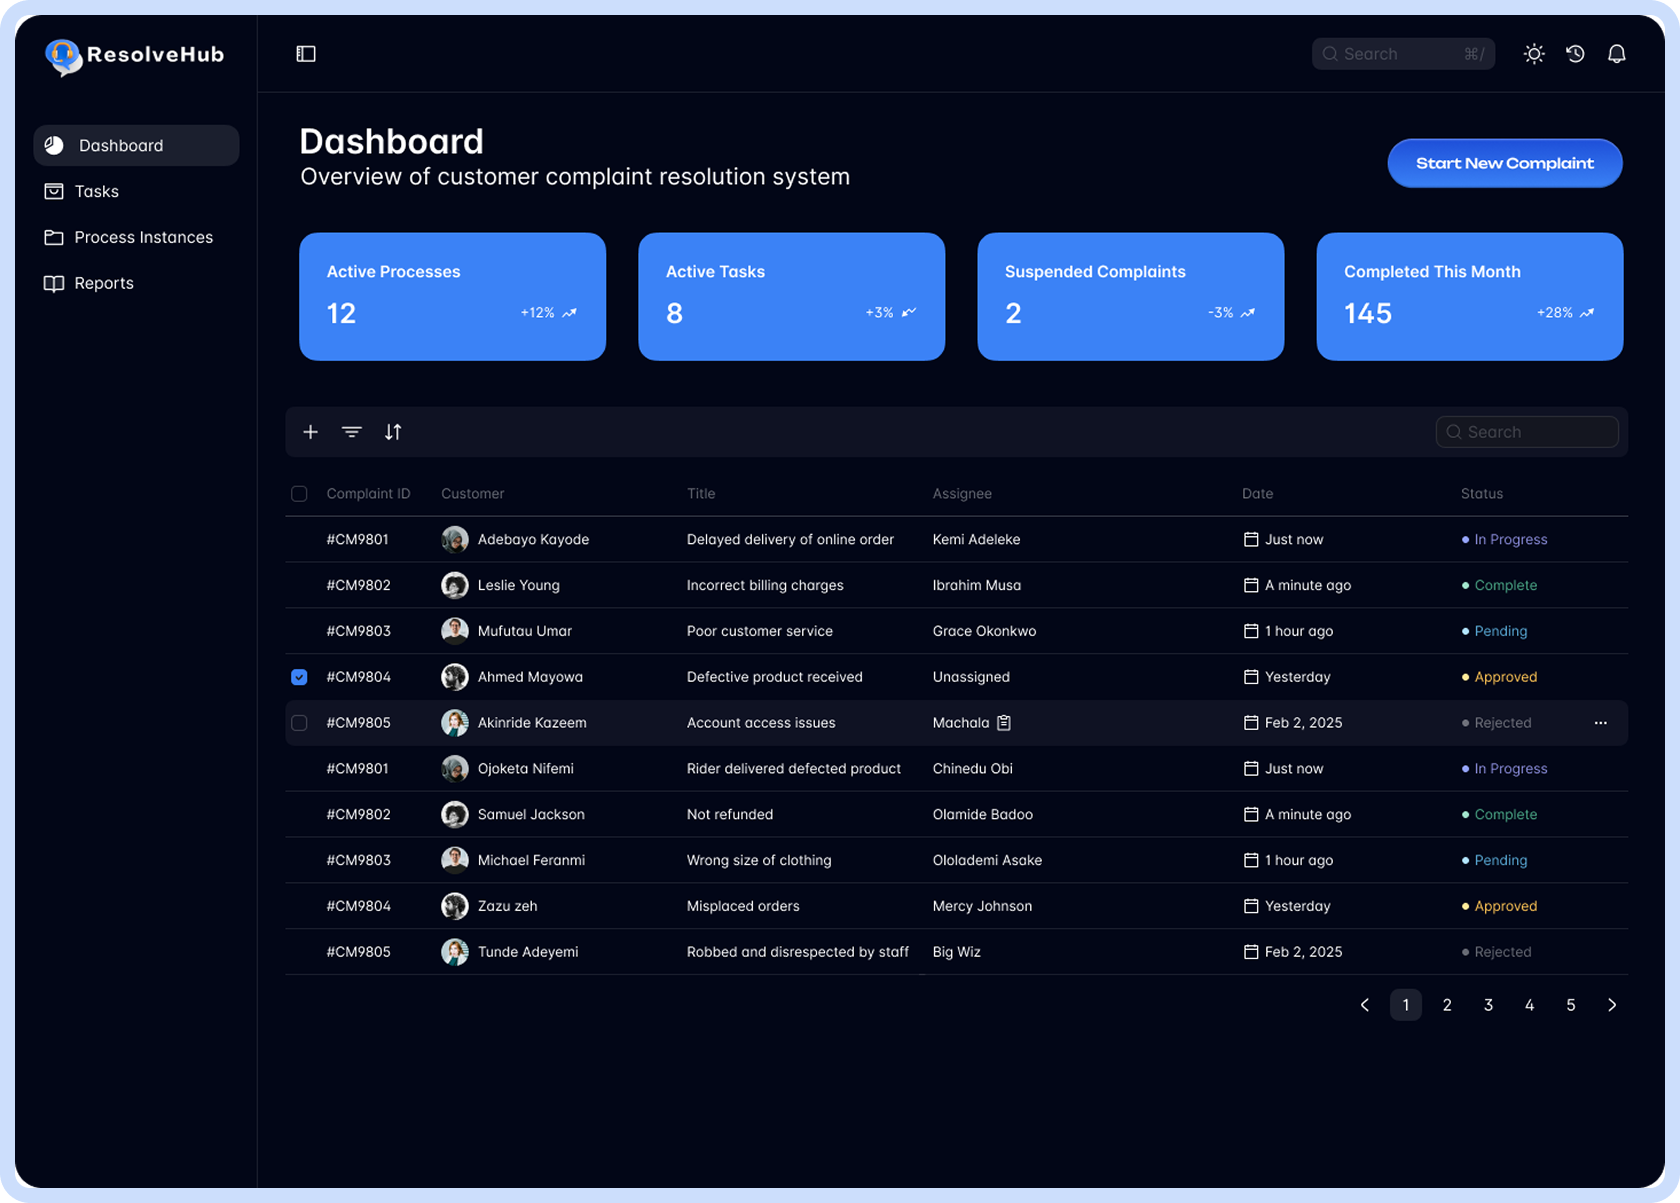 ResolveHub
Search ⌘/
Dashboard
Tasks
Process Instances
Reports
Dashboard
Overview of customer complaint resolution system
Start New Complaint
Active Processes
12 +12%
Active Tasks
8 +3%
Suspended Complaints
2 -3%
Completed This Month
145 +28%
Search
Complaint ID Customer Title Assignee Date Status
#CM9801 Adebayo Kayode Delayed delivery of online order Kemi Adeleke Just now In Progress
#CM9802 Leslie Young Incorrect billing charges Ibrahim Musa A minute ago Complete
#CM9803 Mufutau Umar Poor customer service Grace Okonkwo 1 hour ago Pending
#CM9804 Ahmed Mayowa Defective product received Unassigned Yesterday Approved
#CM9805 Akinride Kazeem Account access issues Machala Feb 2, 2025 Rejected
#CM9801 Ojoketa Nifemi Rider delivered defected product Chinedu Obi Just now In Progress
#CM9802 Samuel Jackson Not refunded Olamide Badoo A minute ago Complete
#CM9803 Michael Feranmi Wrong size of clothing Ololademi Asake 1 hour ago Pending
#CM9804 Zazu zeh Misplaced orders Mercy Johnson Yesterday Approved
#CM9805 Tunde Adeyemi Robbed and disrespected by staff Big Wiz Feb 2, 2025 Rejected
1 2 3 4 5